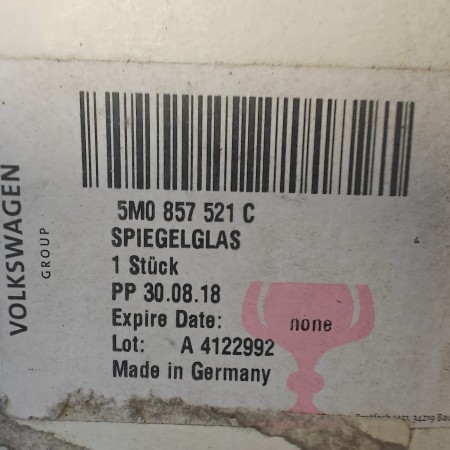 VOLKSWAGEN
GROUP
5M0 857 521 C
SPIEGELGLAS
1 Stück
PP 30.08.18
Expire Date: none
Lot: A 4122992
Made in Germany
34219